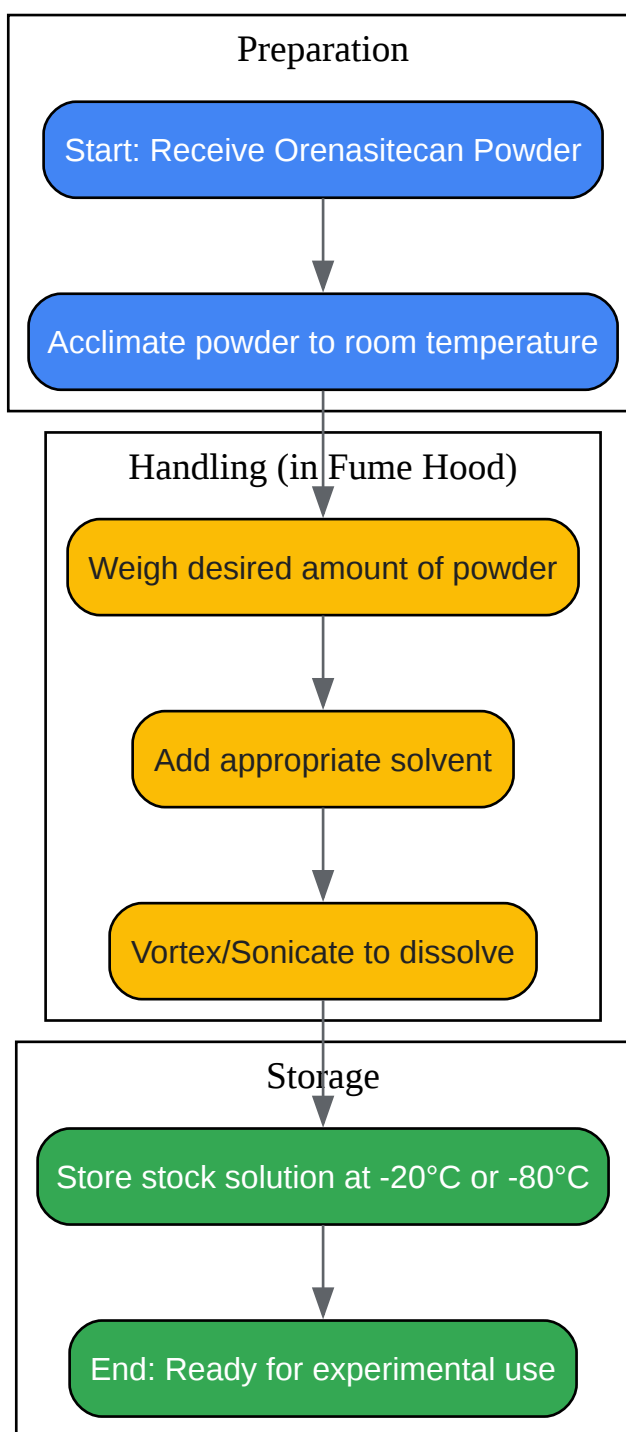 Preparation
Start: Receive Orenasitecan Powder
Acclimate powder to room temperature
Handling (in Fume Hood)
Weigh desired amount of powder
Add appropriate solvent
Vortex/Sonicate to dissolve
Storage
Store stock solution at -20°C or -80°C
End: Ready for experimental use